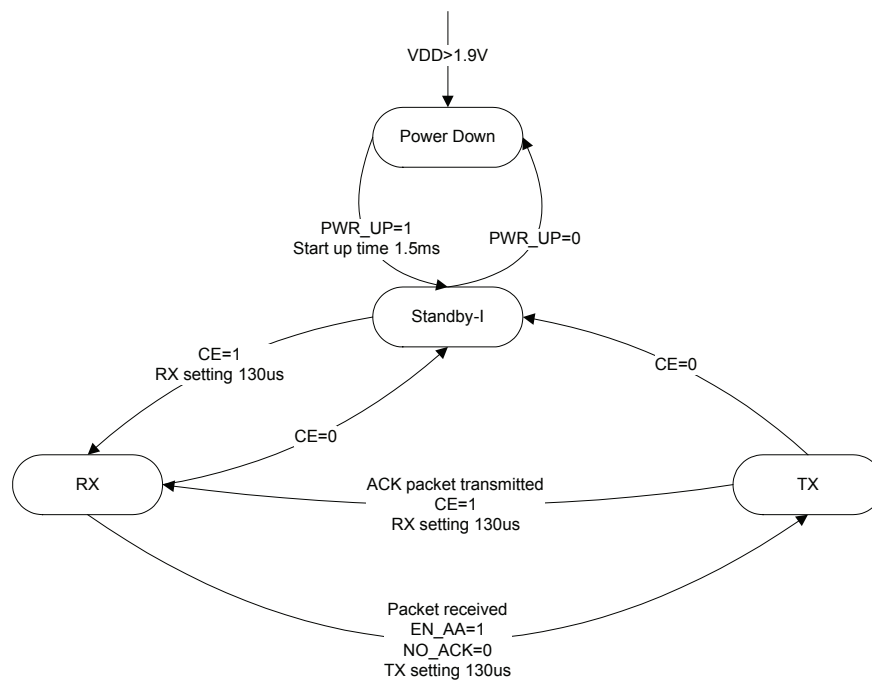 VDD>1.9V
Power Down
PWR_UP=1
Start up time 1.5ms
PWR_UP=0
Standby-I
CE=1
RX setting 130us
CE=0
CE=0
RX
ACK packet transmitted
CE=1
RX setting 130us
TX
Packet received
EN_AA=1
NO_ACK=0
TX setting 130us